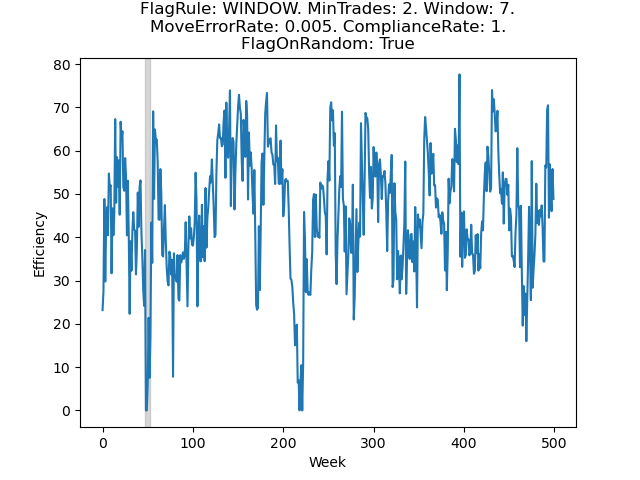 FlagRule: WINDOW. MinTrades: 2. Window: 7.
MoveErrorRate: 0.005. ComplianceRate: 1.
FlagOnRandom: True
80
70
60
50
40
30
20
10
0
Efficiency
0 100 200 300 400 500
Week